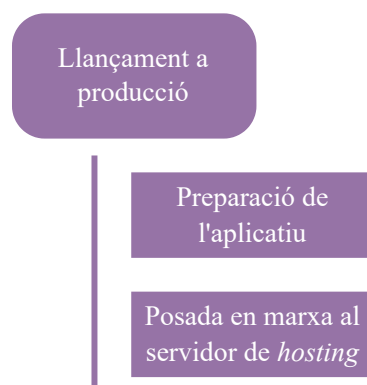 Llançament a
producció
Preparació de
l'aplicatiu
Posada en marxa al
servidor de hosting